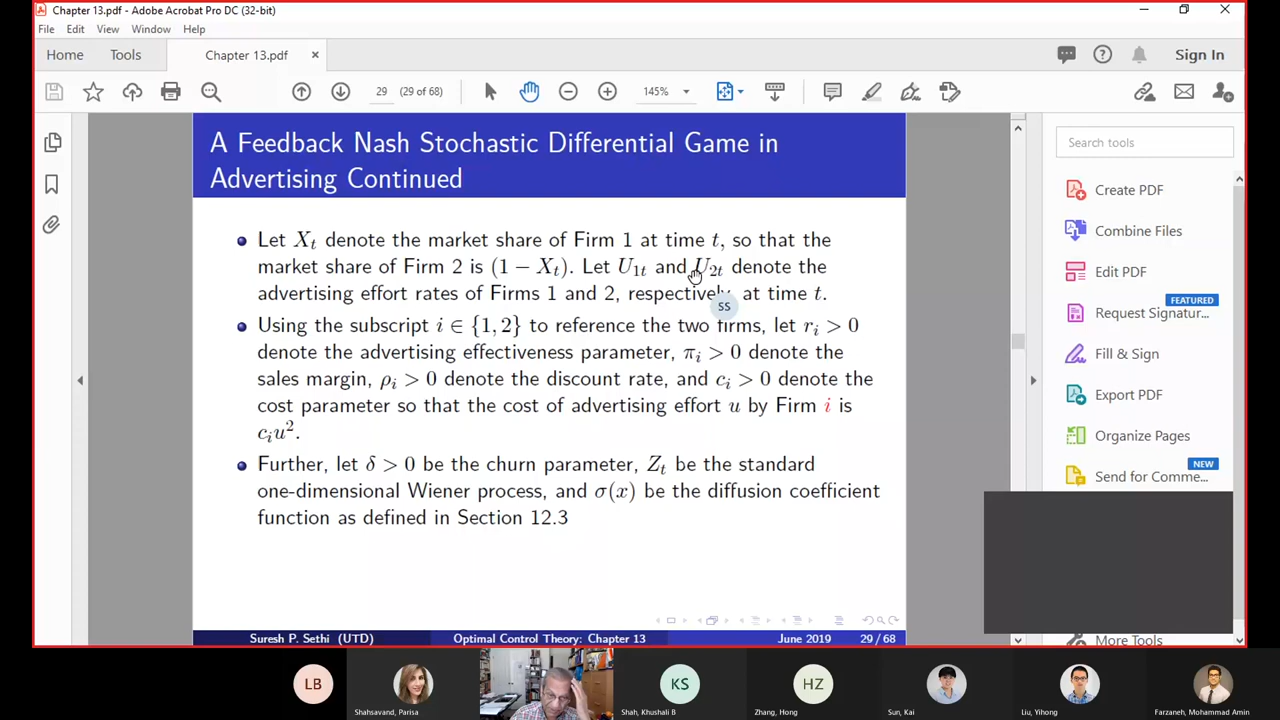 Chapter 13.pdf - Adobe Acrobat Pro DC (32-bit)
File Edit View Window Help
Home Tools Chapter 13.pdf × Sign In
29 (29 of 68) 145%
A Feedback Nash Stochastic Differential Game in
Advertising Continued
Let Xₜ denote the market share of Firm 1 at time t, so that the
market share of Firm 2 is (1 − Xₜ). Let U₁ₜ and U₂ₜ denote the
advertising effort rates of Firms 1 and 2, respectively, at time t.
SS
Using the subscript i ∈ {1, 2} to reference the two firms, let rᵢ > 0
denote the advertising effectiveness parameter, πᵢ > 0 denote the
sales margin, ρᵢ > 0 denote the discount rate, and cᵢ > 0 denote the
cost parameter so that the cost of advertising effort u by Firm i is
cᵢu².
Further, let δ > 0 be the churn parameter, Zₜ be the standard
one-dimensional Wiener process, and σ(x) be the diffusion coefficient
function as defined in Section 12.3
Suresh P. Sethi (UTD) Optimal Control Theory: Chapter 13 June 2019 29 / 68
Search tools
Create PDF
Combine Files
Edit PDF
FEATURED
Request Signatur...
Fill & Sign
Export PDF
Organize Pages
NEW
Send for Comme...
More Tools
LB
Shahsavand, Parisa
KS
Shah, Khushali B
HZ
Zhang, Hong
Sun, Kai
Liu, Yihong
Farzaneh, Mohammad Amin